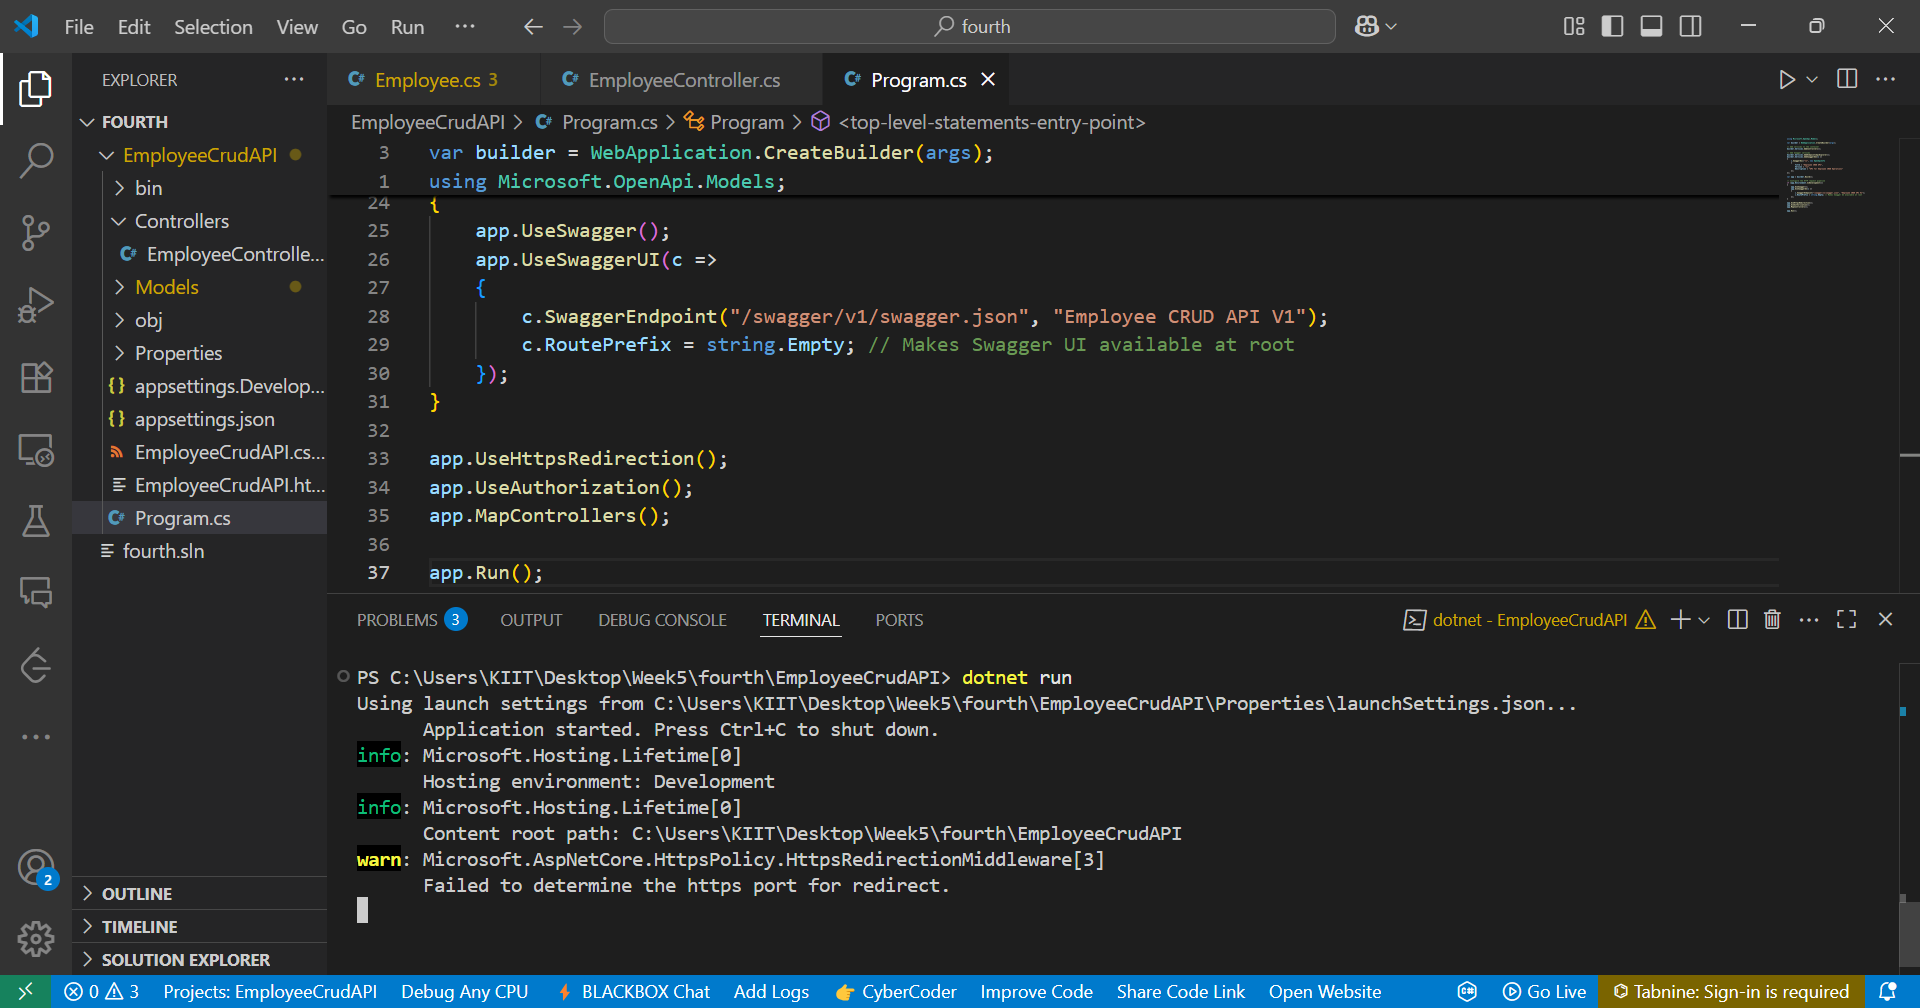 File Edit Selection View Go Run ··· fourth
EXPLORER ···
FOURTH
EmployeeCrudAPI
bin
Controllers
EmployeeControlle...
Models
obj
Properties
appsettings.Develop...
appsettings.json
EmployeeCrudAPI.cs...
EmployeeCrudAPI.ht...
Program.cs
fourth.sln
OUTLINE
TIMELINE
SOLUTION EXPLORER
Employee.cs 3 EmployeeController.cs Program.cs
EmployeeCrudAPI > Program.cs > Program > <top-level-statements-entry-point>
3 var builder = WebApplication.CreateBuilder(args);
1 using Microsoft.OpenApi.Models;
24 {
25 app.UseSwagger();
26 app.UseSwaggerUI(c =>
27 {
28 c.SwaggerEndpoint("/swagger/v1/swagger.json", "Employee CRUD API V1");
29 c.RoutePrefix = string.Empty; // Makes Swagger UI available at root
30 });
31 }
32
33 app.UseHttpsRedirection();
34 app.UseAuthorization();
35 app.MapControllers();
36
37 app.Run();
PROBLEMS 3 OUTPUT DEBUG CONSOLE TERMINAL PORTS dotnet - EmployeeCrudAPI
PS C:\Users\KIIT\Desktop\Week5\fourth\EmployeeCrudAPI> dotnet run
Using launch settings from C:\Users\KIIT\Desktop\Week5\fourth\EmployeeCrudAPI\Properties\launchSettings.json...
Application started. Press Ctrl+C to shut down.
info: Microsoft.Hosting.Lifetime[0]
Hosting environment: Development
info: Microsoft.Hosting.Lifetime[0]
Content root path: C:\Users\KIIT\Desktop\Week5\fourth\EmployeeCrudAPI
warn: Microsoft.AspNetCore.HttpsPolicy.HttpsRedirectionMiddleware[3]
Failed to determine the https port for redirect.
2
0 3 Projects: EmployeeCrudAPI Debug Any CPU BLACKBOX Chat Add Logs CyberCoder Improve Code Share Code Link Open Website Go Live Tabnine: Sign-in is required